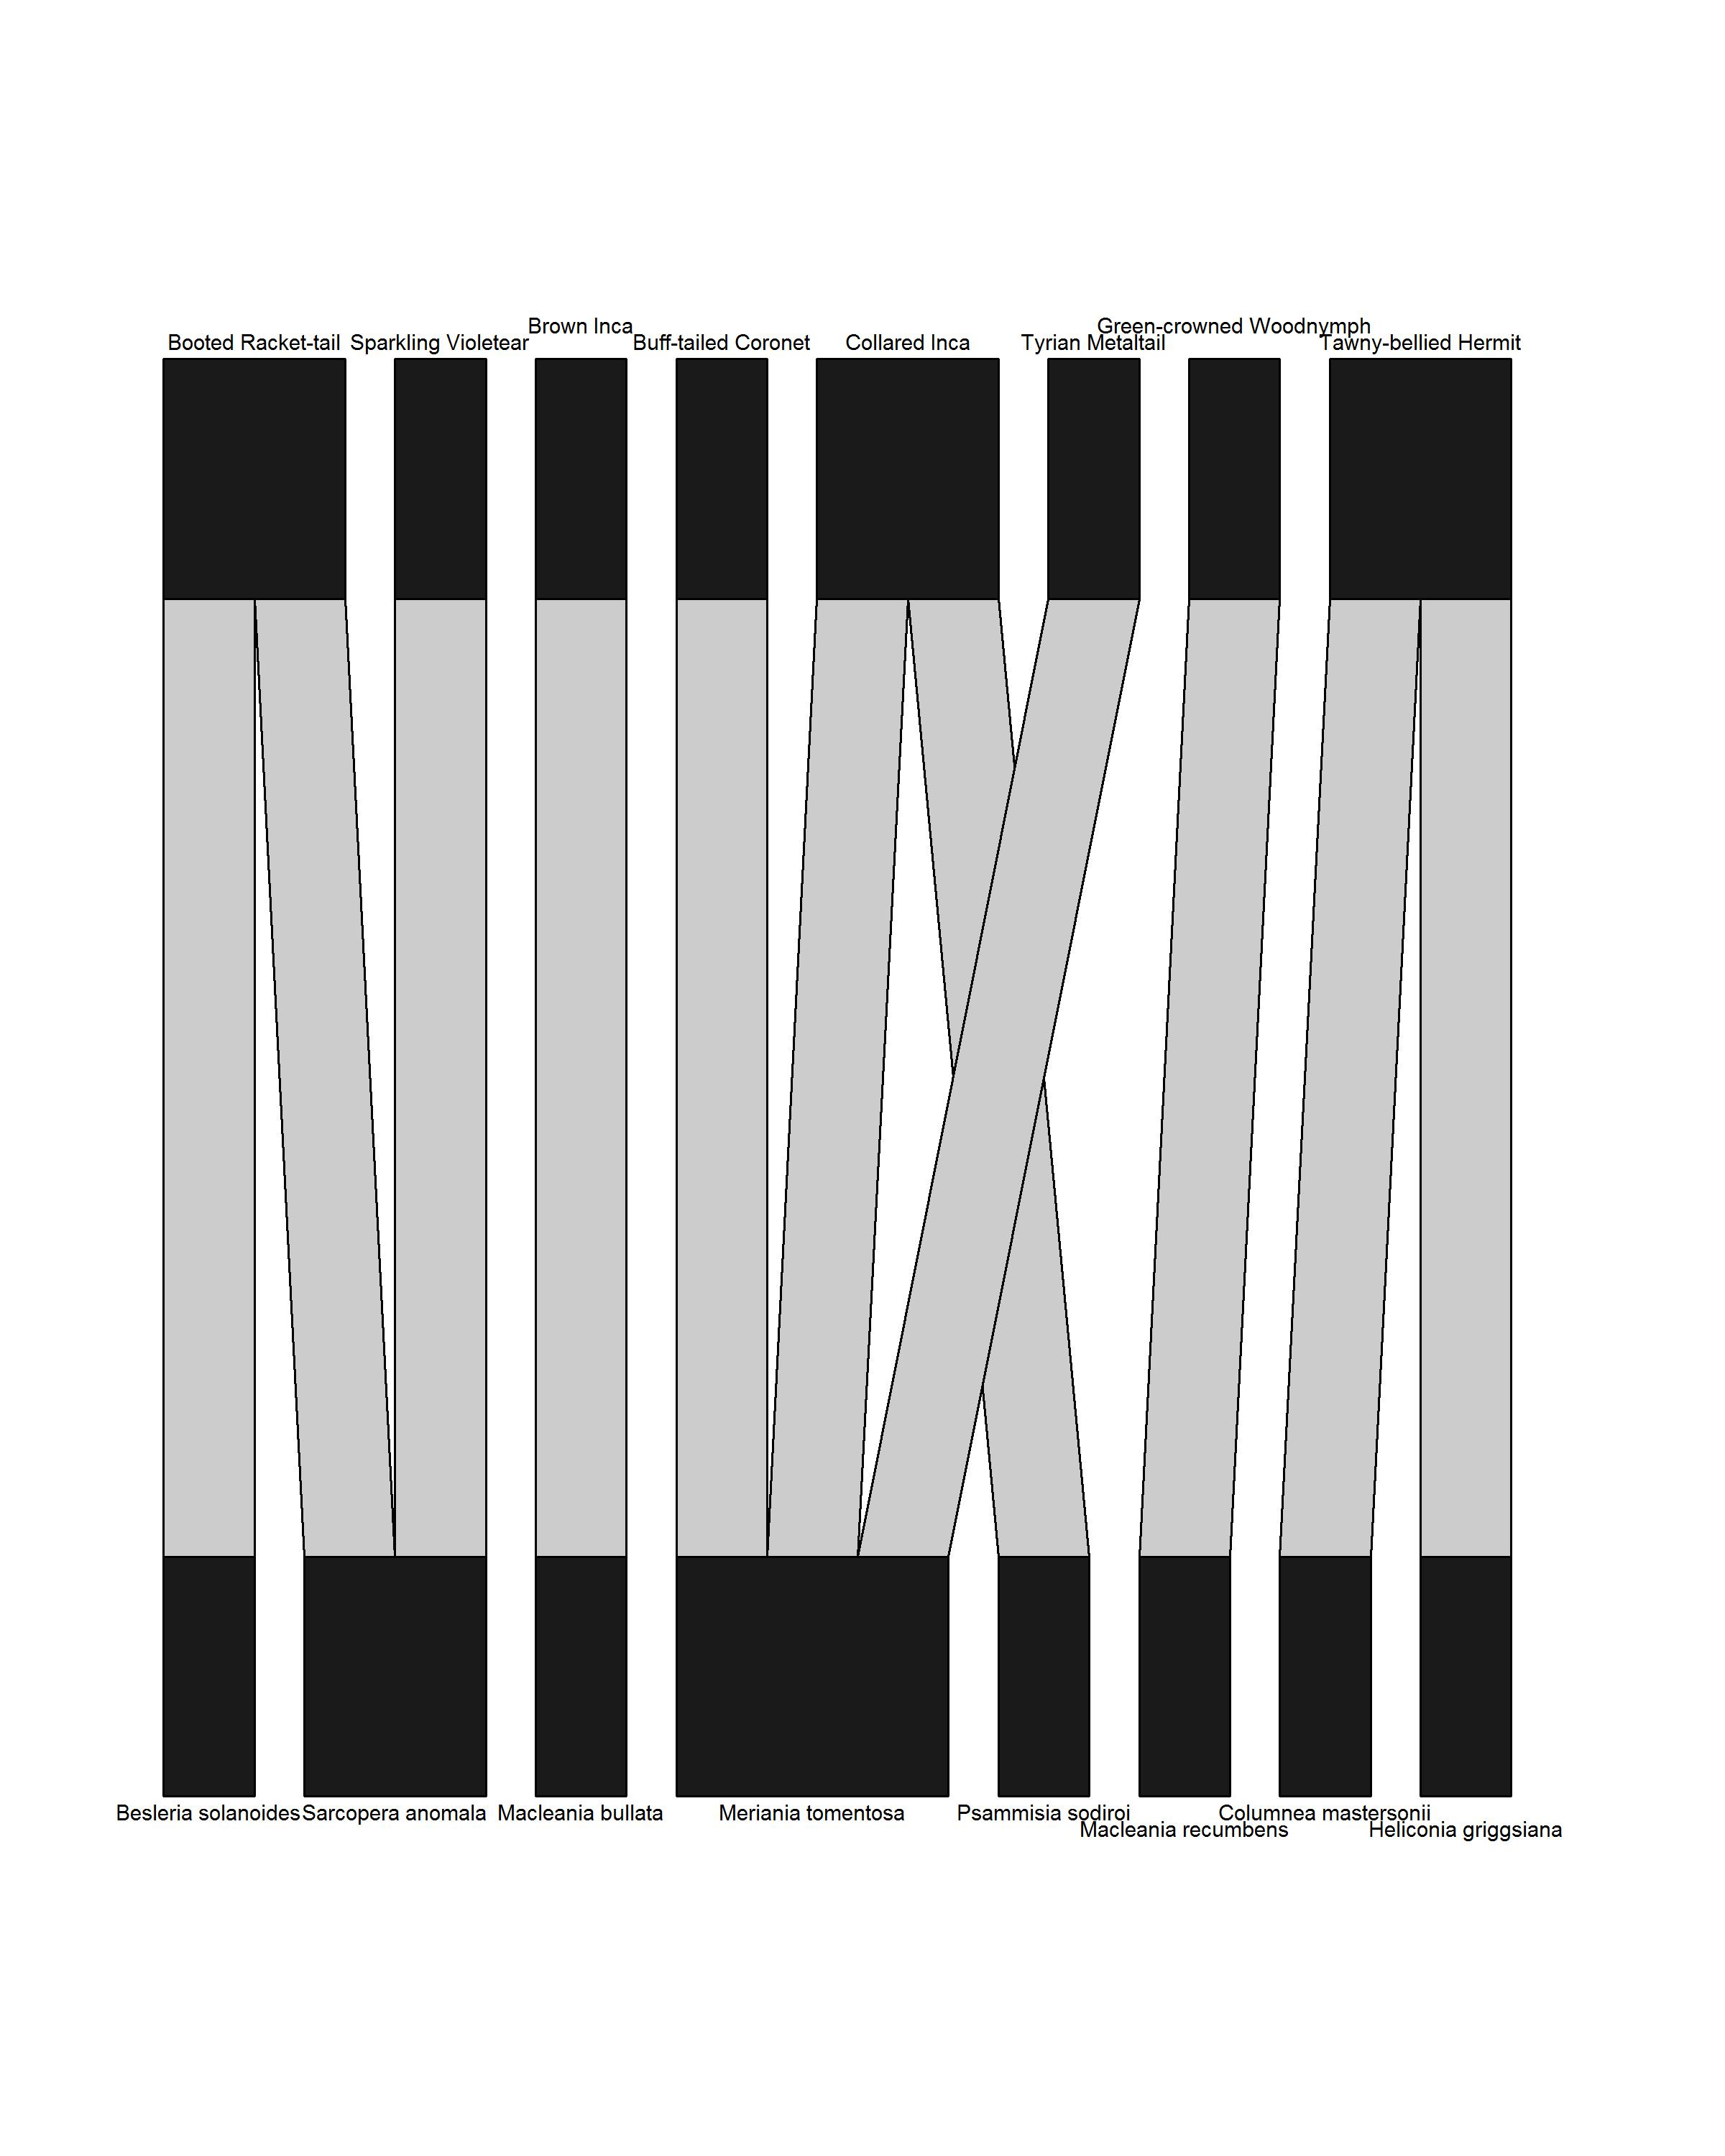 Brown Inca
Green-crowned Woodnymph
Booted Racket-tail
Sparkling Violetear
Buff-tailed Coronet
Collared Inca
Tyrian Metaltail
Tawny-bellied Hermit
Besleria solanoides
Sarcopera anomala
Macleania bullata
Meriania tomentosa
Psammisia sodiroi
Columnea mastersonii
Macleania recumbens
Heliconia griggsiana